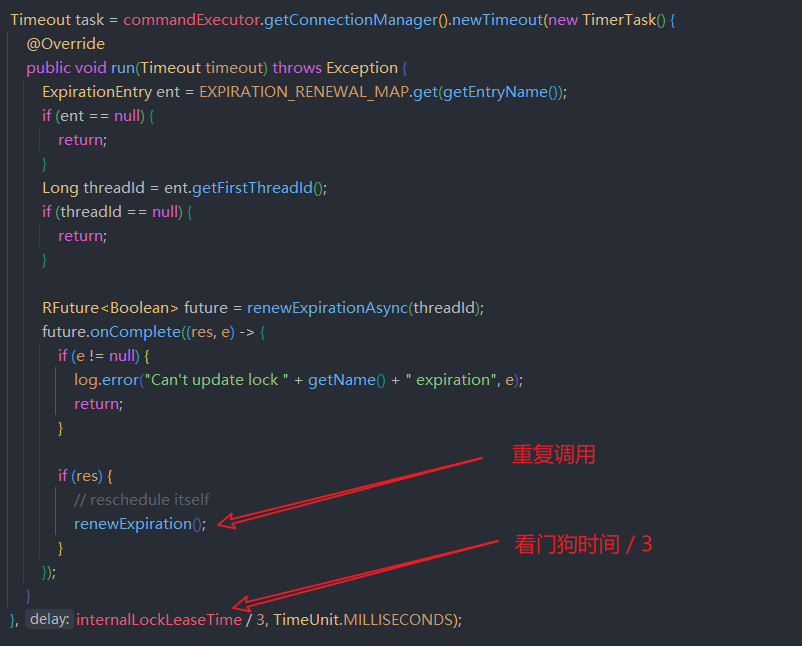 Timeout task = commandExecutor.getConnectionManager().newTimeout(new TimerTask() {
@Override
public void run(Timeout timeout) throws Exception {
ExpirationEntry ent = EXPIRATION_RENEWAL_MAP.get(getEntryName());
if (ent == null) {
return;
}
Long threadId = ent.getFirstThreadId();
if (threadId == null) {
return;
}
RFuture<Boolean> future = renewExpirationAsync(threadId);
future.onComplete((res, e) -> {
if (e != null) {
log.error("Can't update lock " + getName() + " expiration", e);
return;
}
重复调用
if (res) {
// reschedule itself
renewExpiration();
看门狗时间 / 3
}
});
}
}, delay: internalLockLeaseTime / 3, TimeUnit.MILLISECONDS);